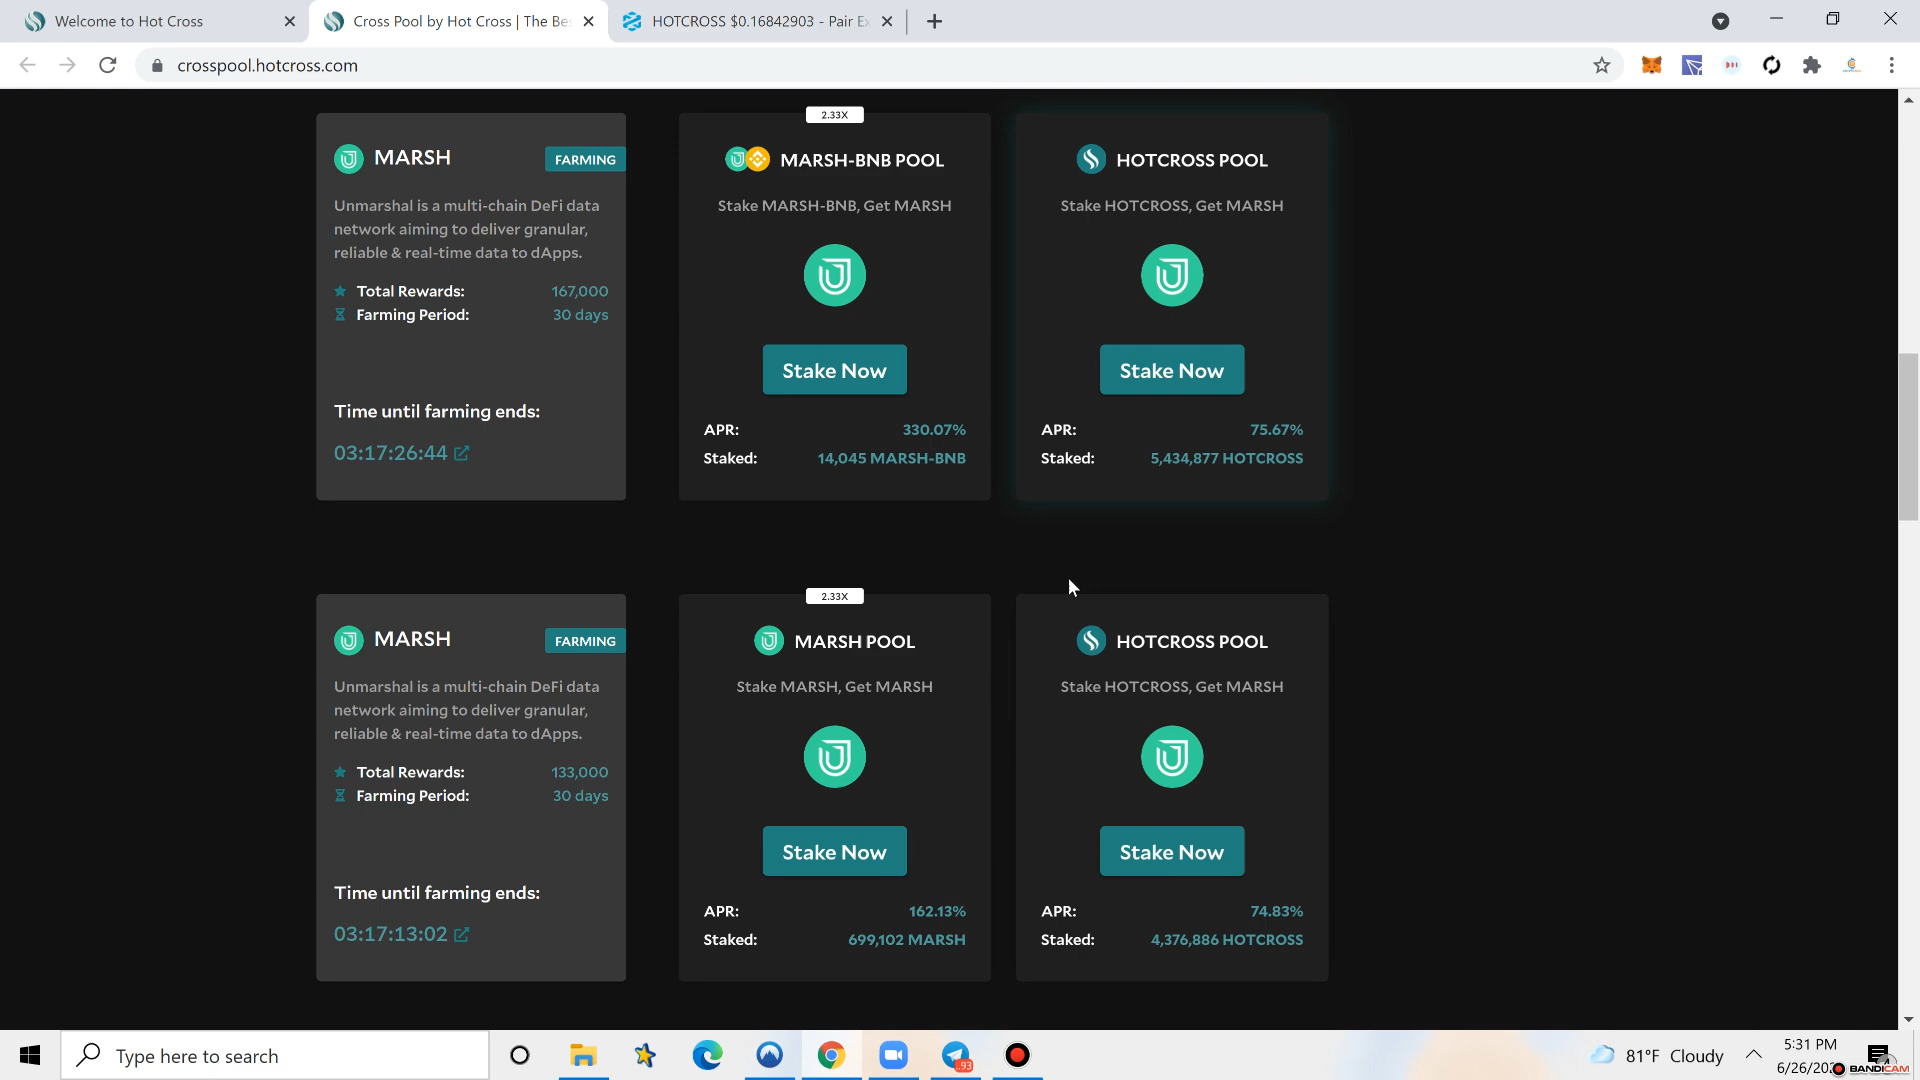 Welcome to Hot Cross
Cross Pool by Hot Cross | The Be
HOTCROSS $0.16842903 - Pair Ex
crosspool.hotcross.com
MARSH
FARMING
Unmarshal is a multi-chain DeFi data
network aiming to deliver granular,
reliable & real-time data to dApps.
Total Rewards: 167,000
Farming Period: 30 days
Time until farming ends:
03:17:26:44
2.33X
MARSH-BNB POOL
Stake MARSH-BNB, Get MARSH
Stake Now
APR: 330.07%
Staked: 14,045 MARSH-BNB
HOTCROSS POOL
Stake HOTCROSS, Get MARSH
Stake Now
APR: 75.67%
Staked: 5,434,877 HOTCROSS
MARSH
FARMING
Unmarshal is a multi-chain DeFi data
network aiming to deliver granular,
reliable & real-time data to dApps.
Total Rewards: 133,000
Farming Period: 30 days
Time until farming ends:
03:17:13:02
2.33X
MARSH POOL
Stake MARSH, Get MARSH
Stake Now
APR: 162.13%
Staked: 699,102 MARSH
HOTCROSS POOL
Stake HOTCROSS, Get MARSH
Stake Now
APR: 74.83%
Staked: 4,376,886 HOTCROSS
Type here to search
93
81°F Cloudy
5:31 PM
6/26/20
BANDICAM